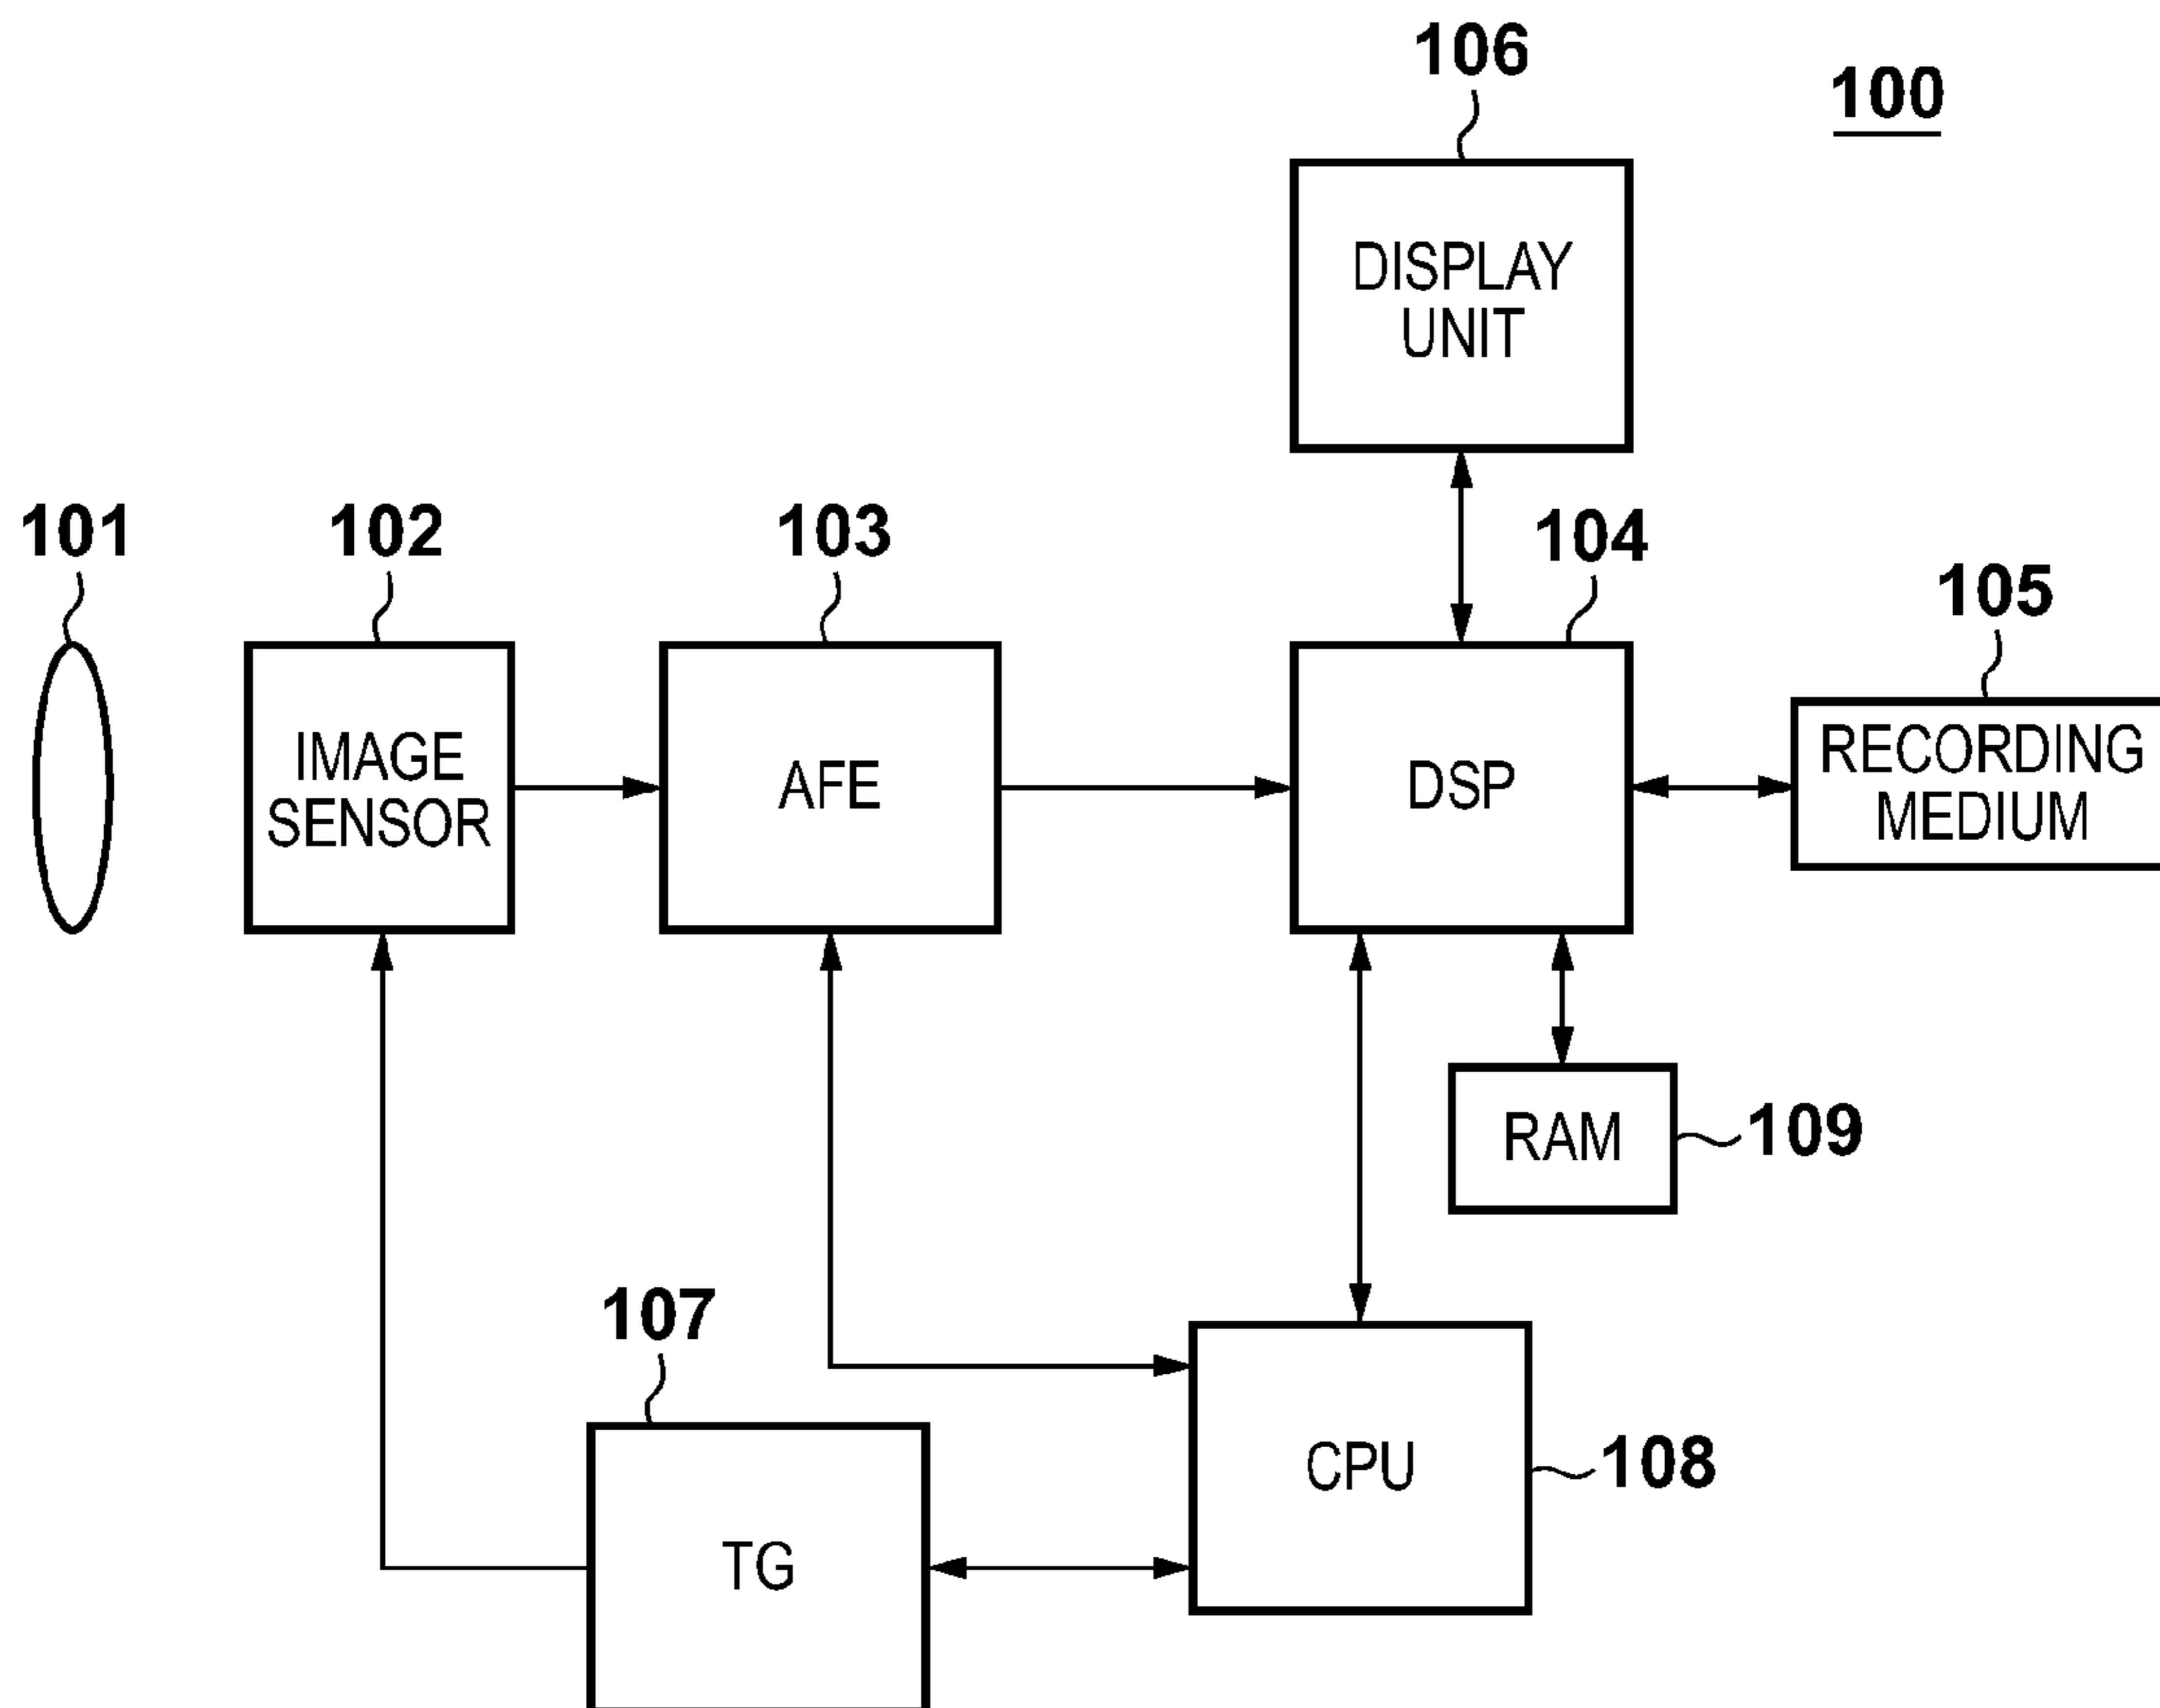 106
100
DISPLAY
UNIT
101
102
103
104
105
IMAGE
SENSOR
AFE
DSP
RECORDING
MEDIUM
RAM
109
107
CPU
108
TG